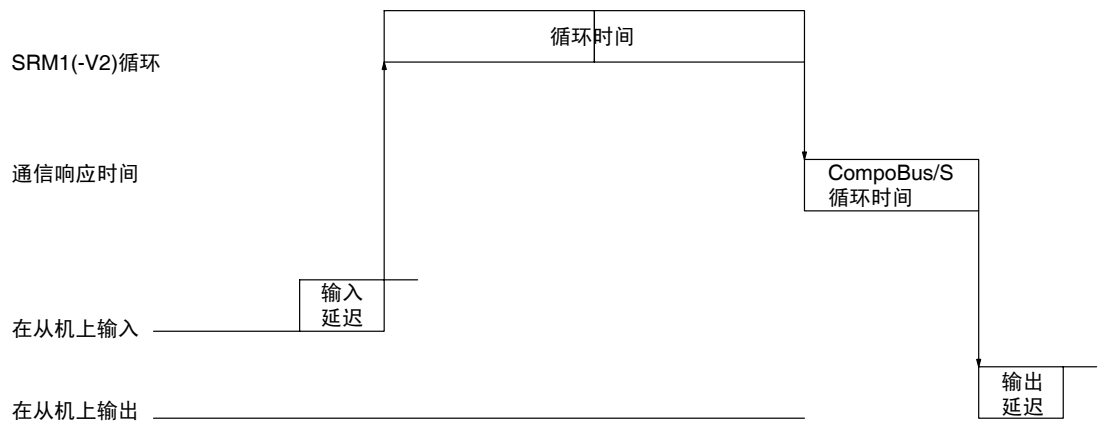 循环时间
SRM1(-V2)循环
通信响应时间
CompoBus/S
循环时间
输入
延迟
在从机上输入
输出
延迟
在从机上输出